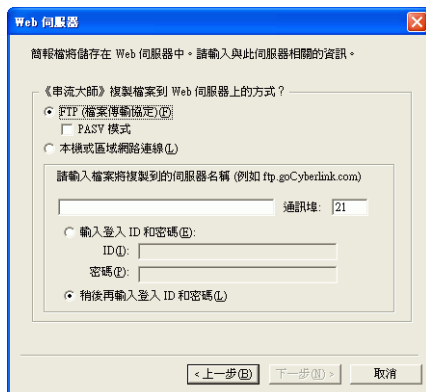 Web 伺服器
簡報檔將儲存在 Web 伺服器中。請輸入與此伺服器相關的資訊。
《串流大師》複製檔案到 Web 伺服器上的方式？
FTP (檔案傳輸協定)(F)
PASV 模式
本機或區域網路連線(L)
請輸入檔案將複製到的伺服器名稱 (例如 ftp.goCyberlink.com)
通訊埠: 21
輸入登入 ID 和密碼(E):
ID(I):
密碼(P):
稍後再輸入登入 ID 和密碼(L)
<上一步(B) 下一步(N) > 取消